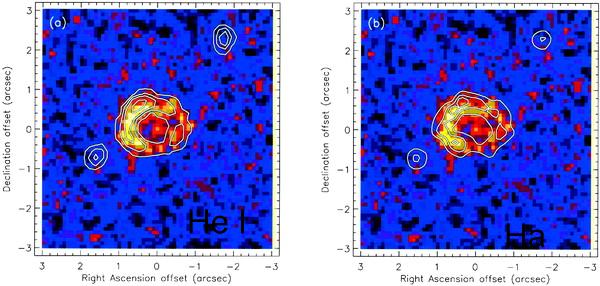 (a)
He I
3
2
1
0
−1
−2
−3
Declination offset (arcsec)
3 2 1 0 −1 −2 −3
Right Ascension offset (arcsec)
(b)
Ha
3
2
1
0
−1
−2
−3
Declination offset (arcsec)
3 2 1 0 −1 −2 −3
Right Ascension offset (arcsec)